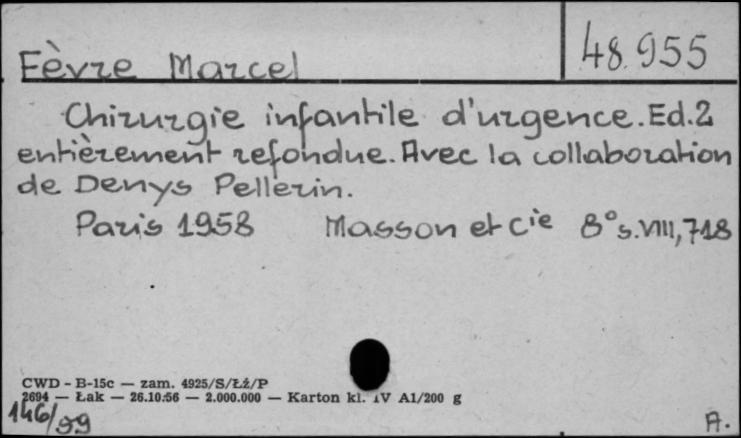 Fèvre Marcel
48.955
Chirurgie infantile d'urgence. Ed. 2
entièrement refondue. Avec la collaboration
de Denys Pellerin.
Paris 1958 Masson et Cie 8° s. VIII, 718
CWD - B-15c — zam. 4925/S/Łż/P
2694 — Łak — 26.10.56 — 2.000.000 — Karton kl. IV A1/200 g
146/99
A.